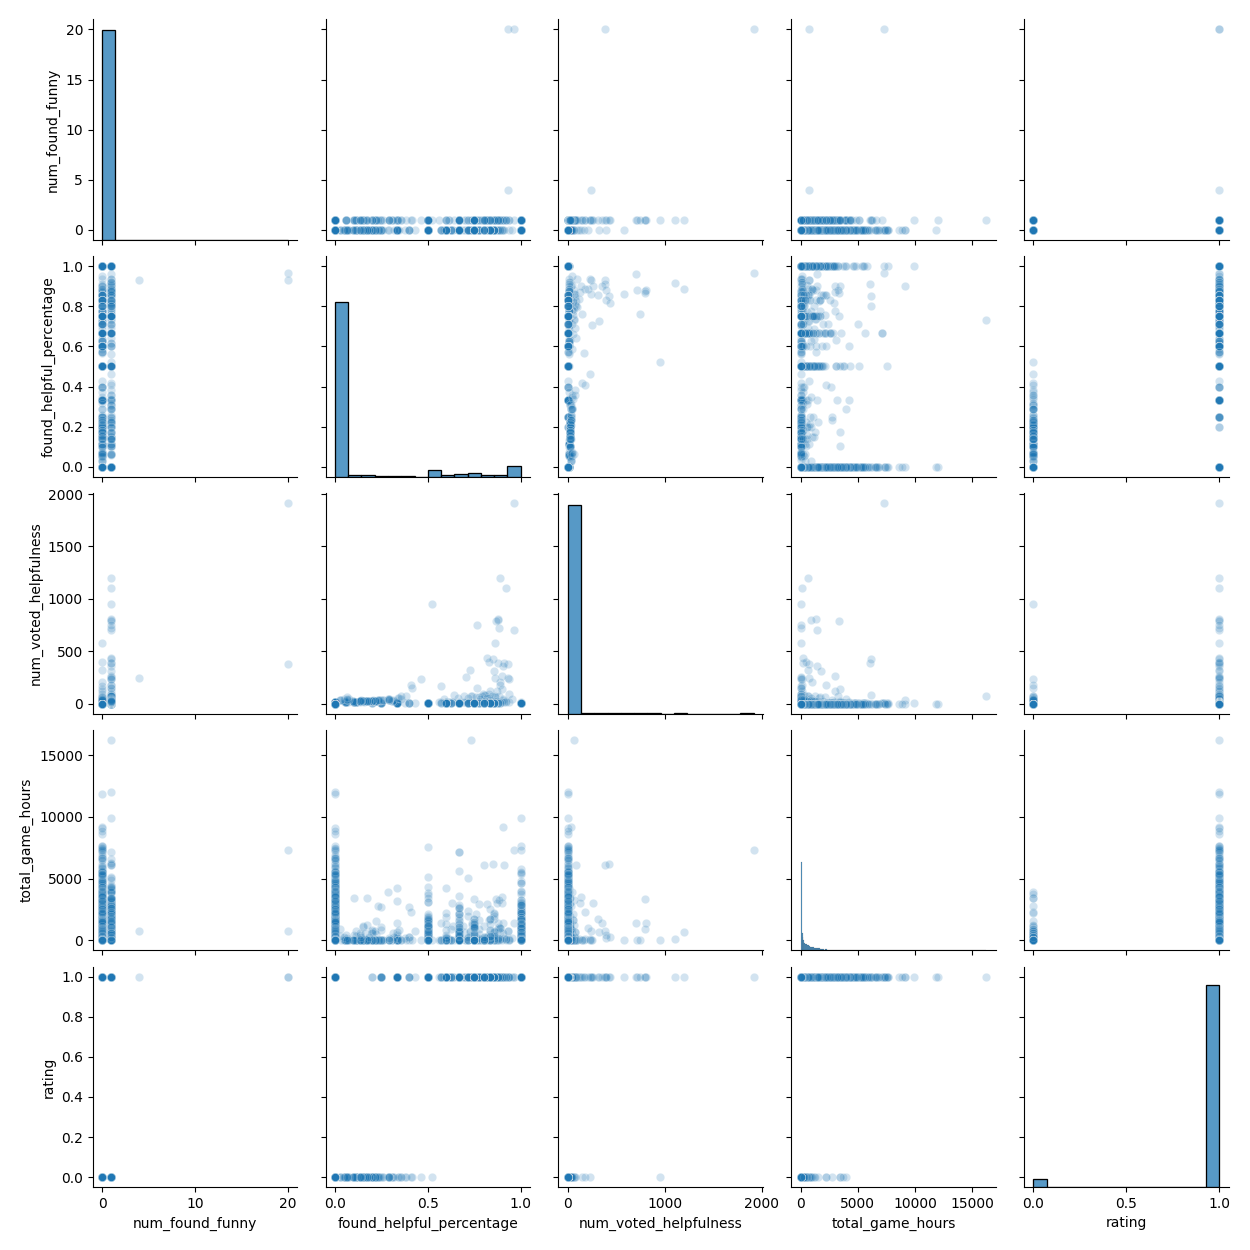 20
15
10
5
0
num_found_funny
1.0
0.8
0.6
0.4
0.2
0.0
found_helpful_percentage
2000
1500
1000
500
0
num_voted_helpfulness
15000
10000
5000
0
total_game_hours
1.0
0.8
0.6
0.4
0.2
0.0
rating
0 10 20
num_found_funny
0.0 0.5 1.0
found_helpful_percentage
0 1000 2000
num_voted_helpfulness
0 5000 10000 15000
total_game_hours
0.0 0.5 1.0
rating